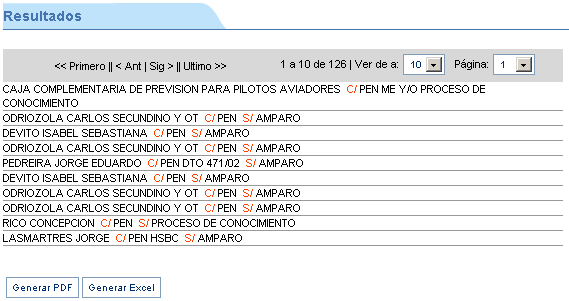 Resultados
<< Primero || < Ant | Sig > || Ultimo >> 1 a 10 de 126 | Ver de a: 10 Página: 1
CAJA COMPLEMENTARIA DE PREVISION PARA PILOTOS AVIADORES C/ PEN ME Y/O PROCESO DE
CONOCIMIENTO
ODRIOZOLA CARLOS SECUNDINO Y OT C/ PEN S/ AMPARO
DEVITO ISABEL SEBASTIANA C/ PEN S/ AMPARO
ODRIOZOLA CARLOS SECUNDINO Y OT C/ PEN S/ AMPARO
PEDREIRA JORGE EDUARDO C/ PEN DTO 471/02 S/ AMPARO
DEVITO ISABEL SEBASTIANA C/ PEN S/ AMPARO
ODRIOZOLA CARLOS SECUNDINO Y OT C/ PEN S/ AMPARO
ODRIOZOLA CARLOS SECUNDINO Y OT C/ PEN S/ AMPARO
RICO CONCEPCION C/ PEN S/ PROCESO DE CONOCIMIENTO
LASMARTRES JORGE C/ PEN HSBC S/ AMPARO
Generar PDF Generar Excel